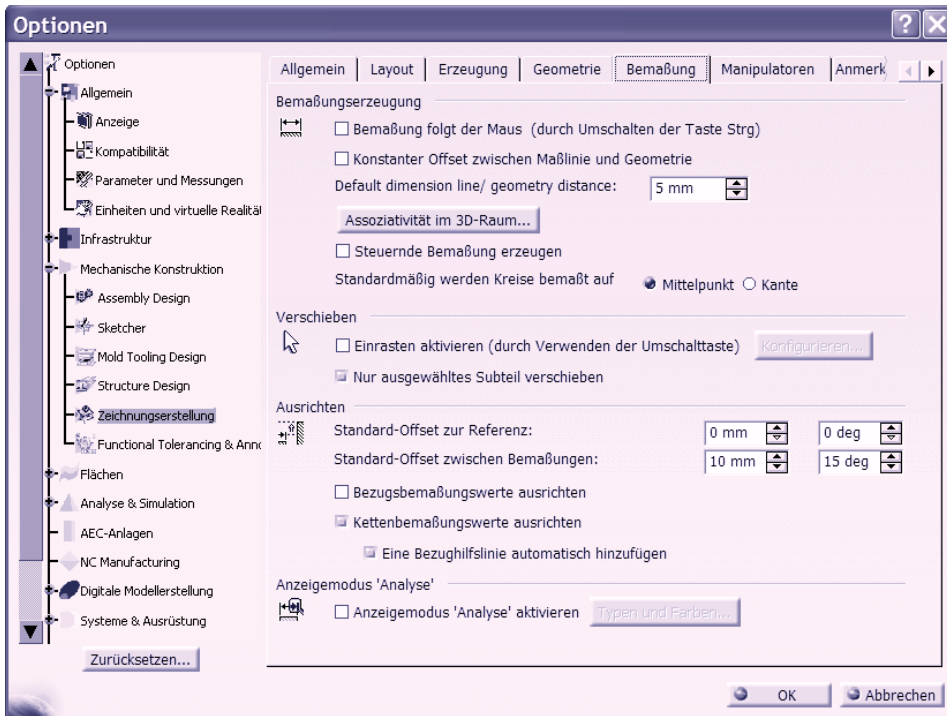 Optionen
Optionen
Allgemein
Anzeige
Kompatibilität
Parameter und Messungen
Einheiten und virtuelle Realitä
Infrastruktur
Mechanische Konstruktion
Assembly Design
Sketcher
Mold Tooling Design
Structure Design
Zeichnungserstellung
Functional Tolerancing & Anno
Flächen
Analyse & Simulation
AEC-Anlagen
NC Manufacturing
Digitale Modellerstellung
Systeme & Ausrüstung
Zurücksetzen...
Allgemein Layout Erzeugung Geometrie Bemaßung Manipulatoren Anmerk
Bemaßungserzeugung
Bemaßung folgt der Maus (durch Umschalten der Taste Strg)
Konstanter Offset zwischen Maßlinie und Geometrie
Default dimension line/ geometry distance: 5 mm
Assoziativität im 3D-Raum...
Steuernde Bemaßung erzeugen
Standardmäßig werden Kreise bemaßt auf Mittelpunkt Kante
Verschieben
Einrasten aktivieren (durch Verwenden der Umschalttaste) Konfigurieren...
Nur ausgewähltes Subteil verschieben
Ausrichten
Standard-Offset zur Referenz: 0 mm 0 deg
Standard-Offset zwischen Bemaßungen: 10 mm 15 deg
Bezugsbemaßungswerte ausrichten
Kettenbemaßungswerte ausrichten
Eine Bezughilfslinie automatisch hinzufügen
Anzeigemodus 'Analyse'
Anzeigemodus 'Analyse' aktivieren Typen und Farben...
OK Abbrechen